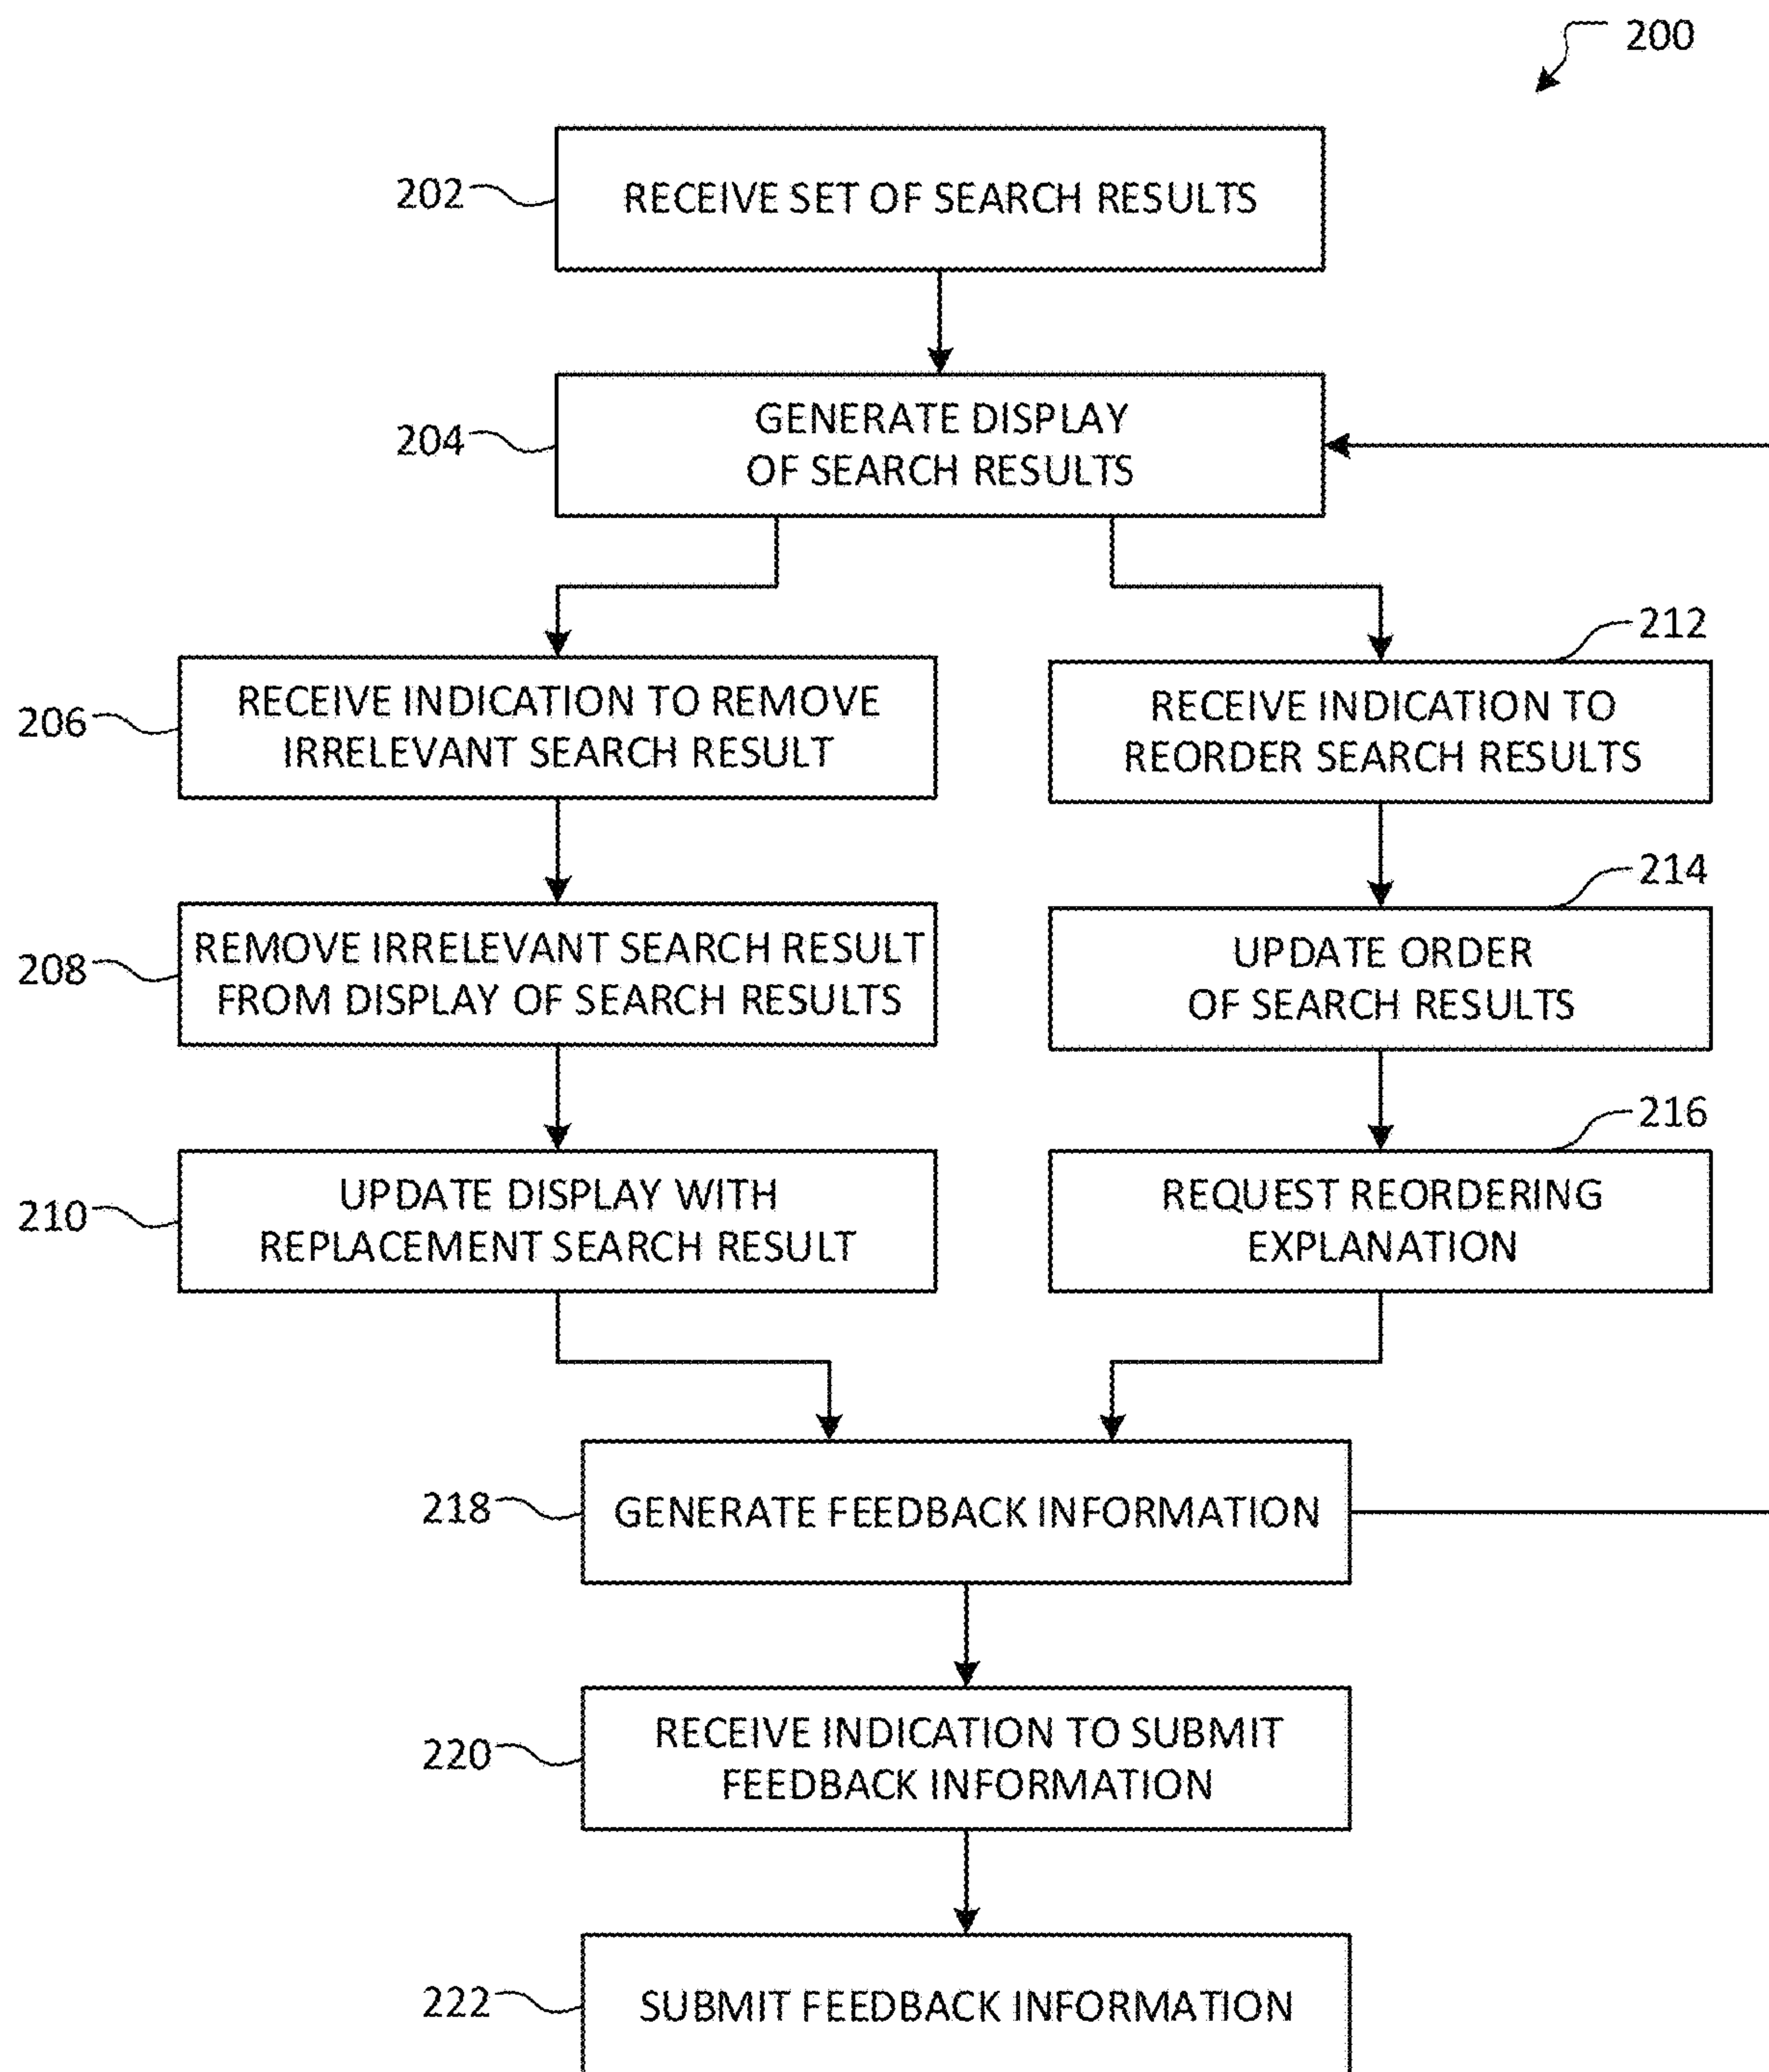 200
202
RECEIVE SET OF SEARCH RESULTS
204
GENERATE DISPLAY
OF SEARCH RESULTS
206
RECEIVE INDICATION TO REMOVE
IRRELEVANT SEARCH RESULT
212
RECEIVE INDICATION TO
REORDER SEARCH RESULTS
208
REMOVE IRRELEVANT SEARCH RESULT
FROM DISPLAY OF SEARCH RESULTS
214
UPDATE ORDER
OF SEARCH RESULTS
210
UPDATE DISPLAY WITH
REPLACEMENT SEARCH RESULT
216
REQUEST REORDERING
EXPLANATION
218
GENERATE FEEDBACK INFORMATION
220
RECEIVE INDICATION TO SUBMIT
FEEDBACK INFORMATION
222
SUBMIT FEEDBACK INFORMATION